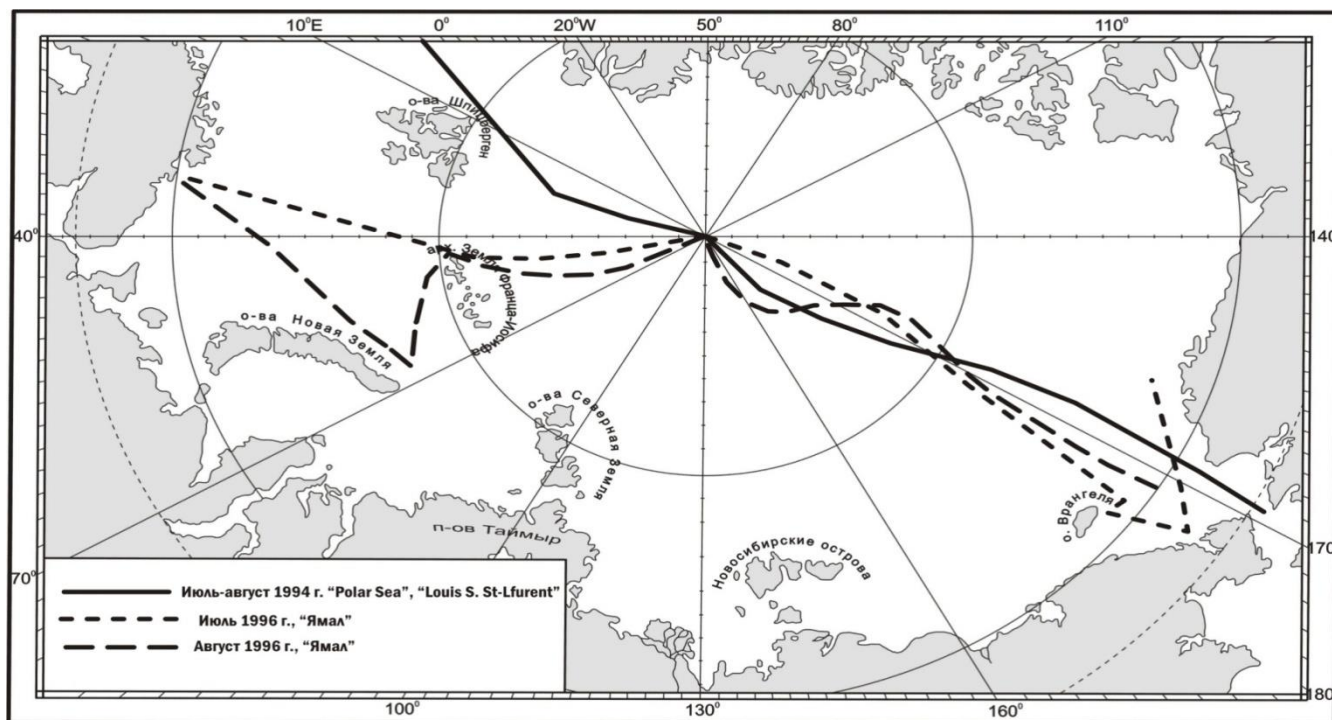 10°E 0° 20°W 50° 80° 110°
о-ва Шпицберген
40° 140
а х. Земли Франца-Иосифа
о-ва Новая Земля
о-ва Северная Земля
о. Врангеля
п-ов Таймыр
Новосибирские острова
170°
70°
Июль-август 1994 г. “Polar Sea”, “Louis S. St-Lfurent”
Июль 1996 г., “Ямал”
Август 1996 г., “Ямал”
180
100° 130° 160°